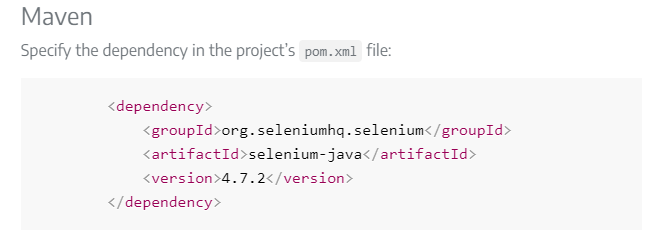 Maven
Specify the dependency in the project’s pom.xml file:
<dependency>
<groupId>org.seleniumhq.selenium</groupId>
<artifactId>selenium-java</artifactId>
<version>4.7.2</version>
</dependency>